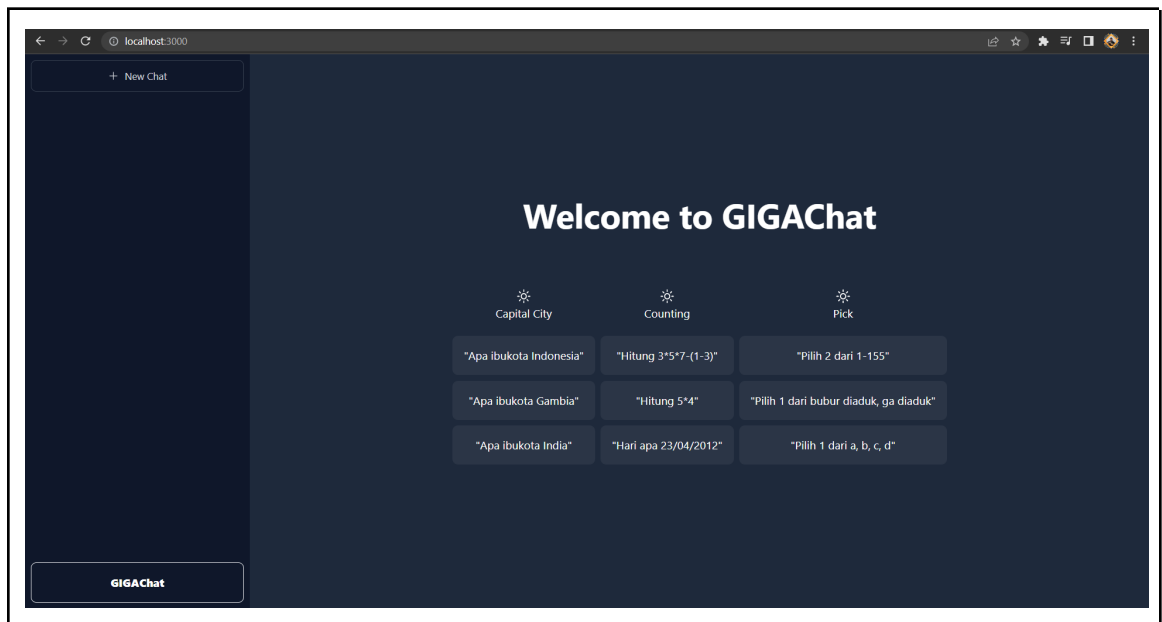 localhost:3000
+ New Chat
Welcome to GIGAChat
Capital City
Counting
Pick
"Apa ibukota Indonesia"
"Hitung 3*5*7-(1-3)"
"Pilih 2 dari 1-155"
"Apa ibukota Gambia"
"Hitung 5*4"
"Pilih 1 dari bubur diaduk, ga diaduk"
"Apa ibukota India"
"Hari apa 23/04/2012"
"Pilih 1 dari a, b, c, d"
GIGAChat